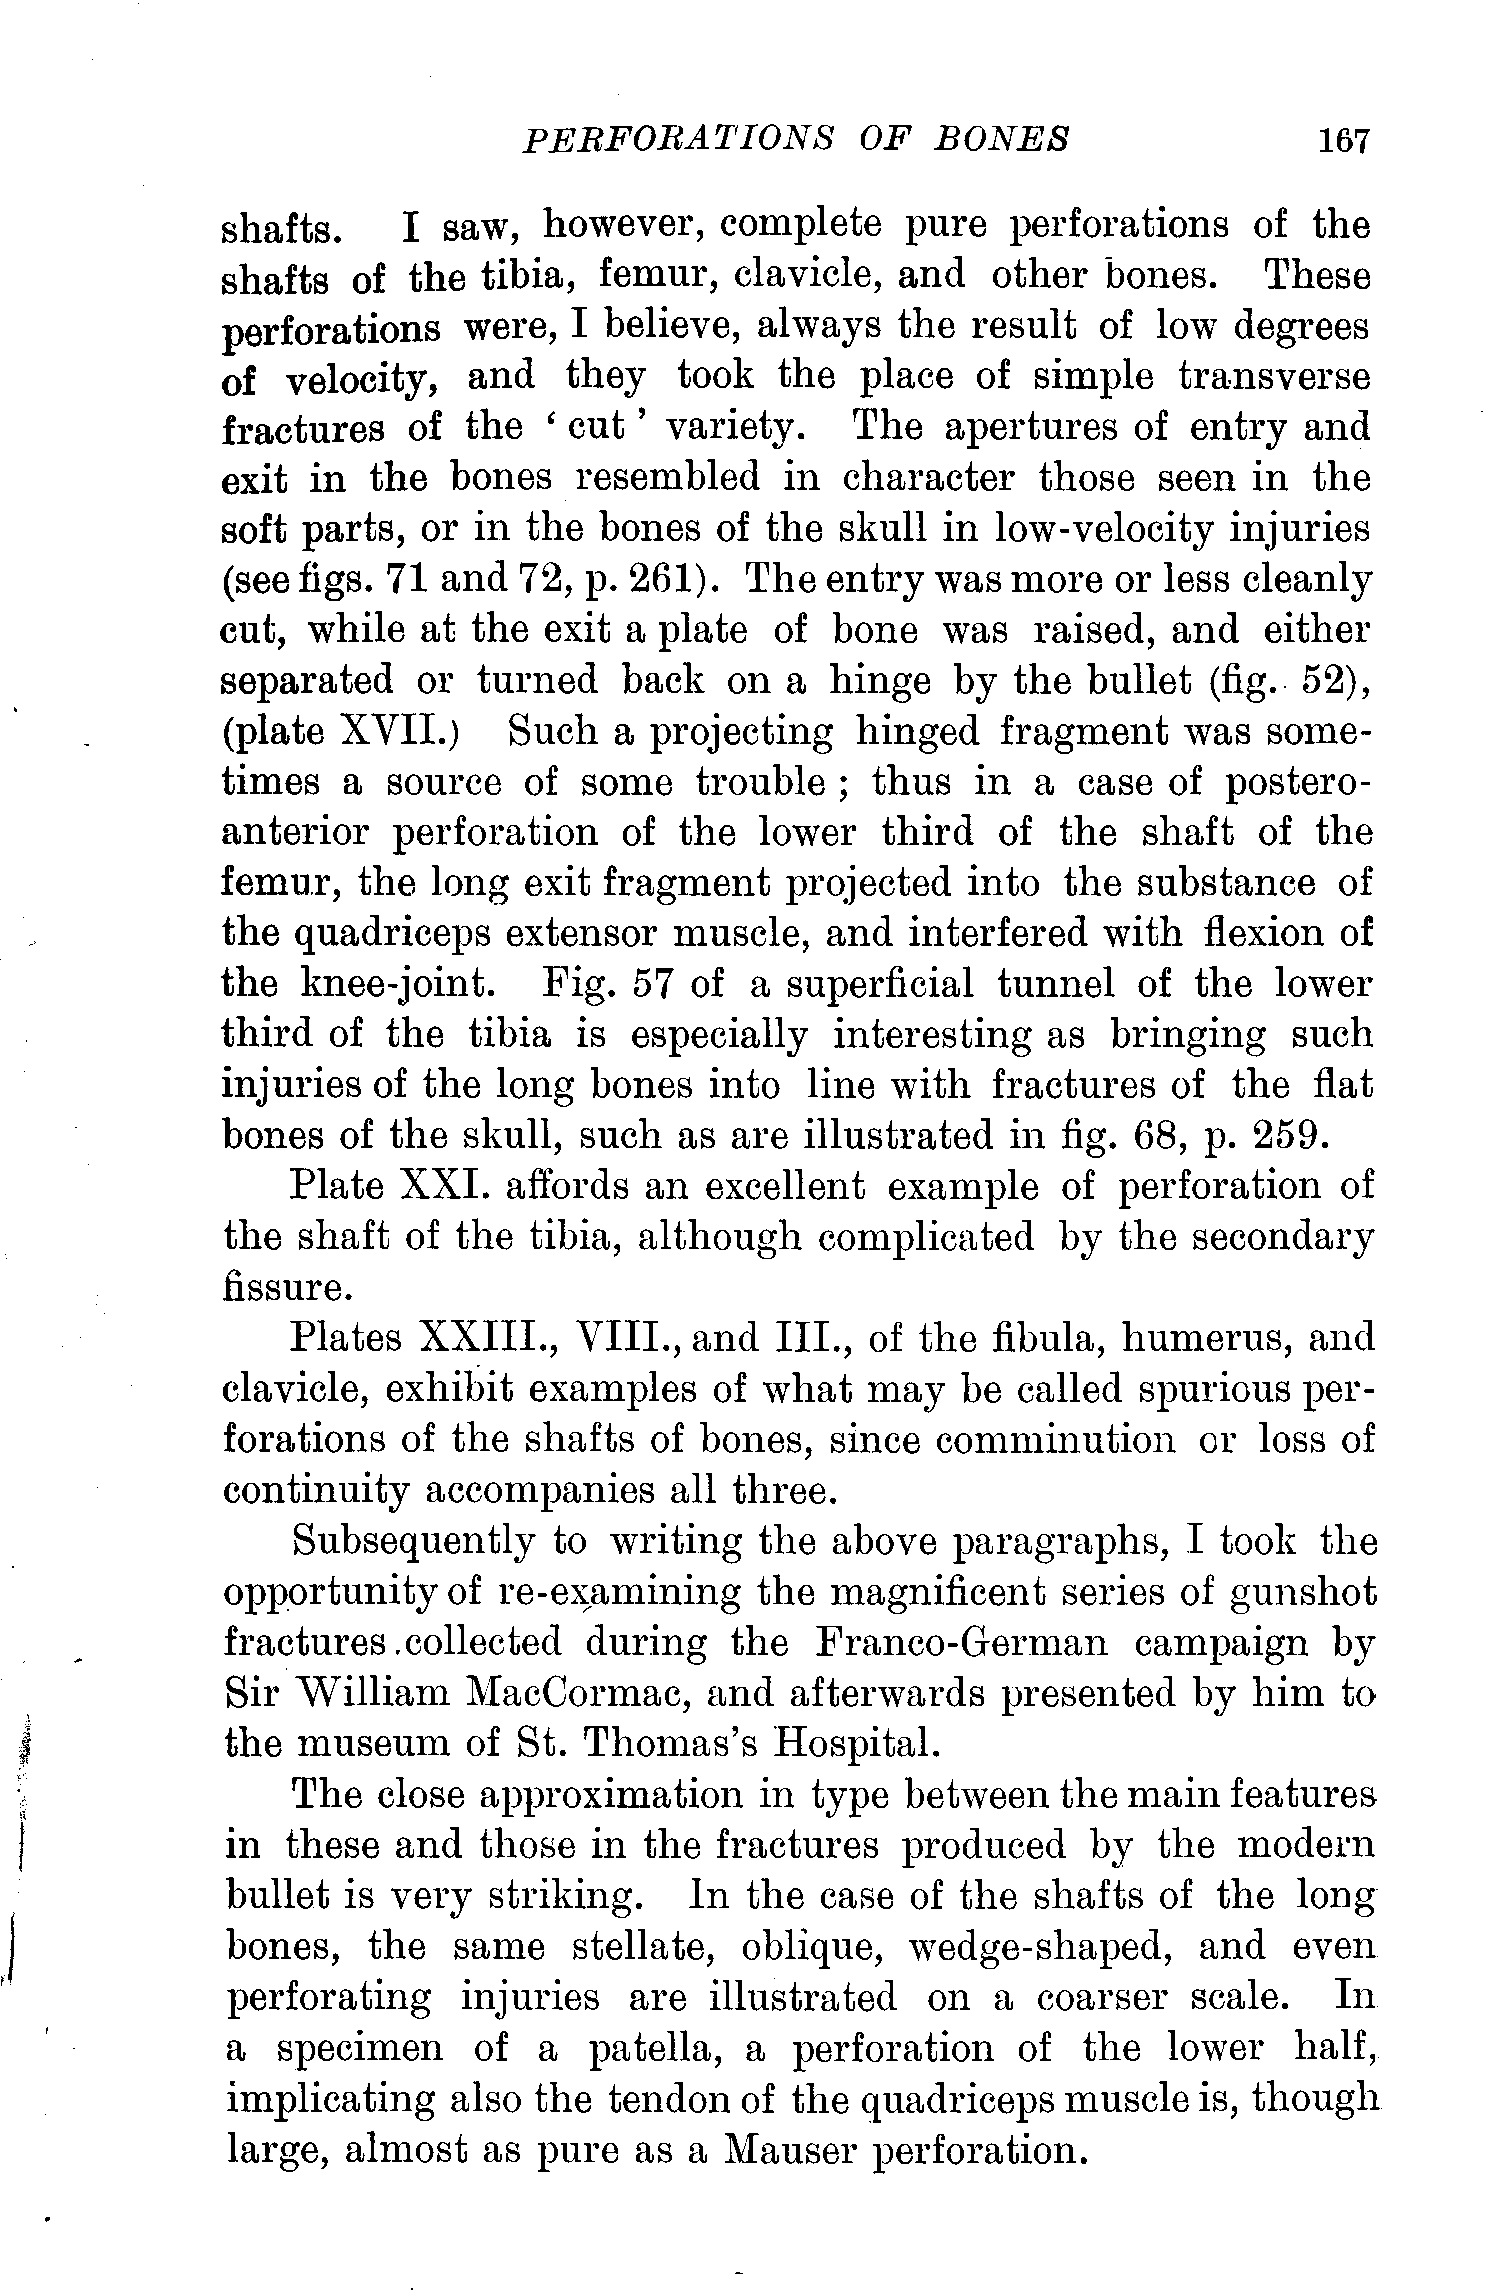 PERFORATIONS OF BONES 167
shafts. I saw, however, complete pure perforations of the
shafts of the tibia, femur, clavicle, and other bones. These
perforations were, I believe, always the result of low degrees
of velocity, and they took the place of simple transverse
fractures of the ‘ cut ’ variety. The apertures of entry and
exit in the bones resembled in character those seen in the
soft parts, or in the bones of the skull in low-velocity injuries
(see figs. 71 and 72, p. 261). The entry was more or less cleanly
cut, while at the exit a plate of bone was raised, and either
separated or turned back on a hinge by the bullet (fig. 52),
(plate XVII.) Such a projecting hinged fragment was some-
times a source of some trouble ; thus in a case of postero-
anterior perforation of the lower third of the shaft of the
femur, the long exit fragment projected into the substance of
the quadriceps extensor muscle, and interfered with flexion of
the knee-joint. Fig. 57 of a superficial tunnel of the lower
third of the tibia is especially interesting as bringing such
injuries of the long bones into line with fractures of the flat
bones of the skull, such as are illustrated in fig. 68, p. 259.
Plate XXI. affords an excellent example of perforation of
the shaft of the tibia, although complicated by the secondary
fissure.
Plates XXIII., VIII., and III., of the fibula, humerus, and
clavicle, exhibit examples of what may be called spurious per-
forations of the shafts of bones, since comminution or loss of
continuity accompanies all three.
Subsequently to writing the above paragraphs, I took the
opportunity of re-examining the magnificent series of gunshot
fractures collected during the Franco-German campaign by
Sir William MacCormac, and afterwards presented by him to
the museum of St. Thomas's Hospital.
The close approximation in type between the main features
in these and those in the fractures produced by the modern
bullet is very striking. In the case of the shafts of the long
bones, the same stellate, oblique, wedge-shaped, and even
perforating injuries are illustrated on a coarser scale. In
a specimen of a patella, a perforation of the lower half,
implicating also the tendon of the quadriceps muscle is, though
large, almost as pure as a Mauser perforation.